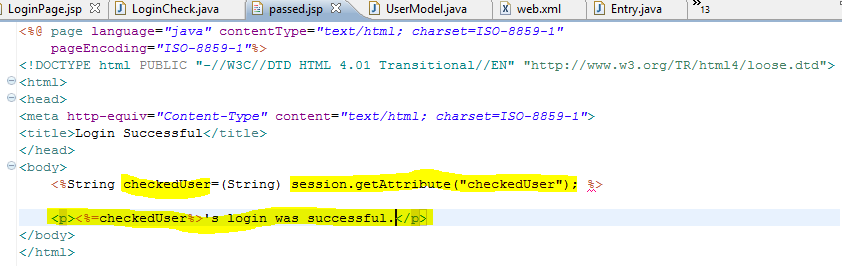 LoginPage.jsp LoginCheck.java passed.jsp UserModel.java web.xml Entry.java »13
<%@ page language="java" contentType="text/html; charset=ISO-8859-1"
    pageEncoding="ISO-8859-1"%>
<!DOCTYPE html PUBLIC "-//W3C//DTD HTML 4.01 Transitional//EN" "http://www.w3.org/TR/html4/loose.dtd">
<html>
<head>
<meta http-equiv="Content-Type" content="text/html; charset=ISO-8859-1">
<title>Login Successful</title>
</head>
<body>
    <%String checkedUser=(String) session.getAttribute("checkedUser"); %>
    <p><%=checkedUser%>'s login was successful.</p>
</body>
</html>